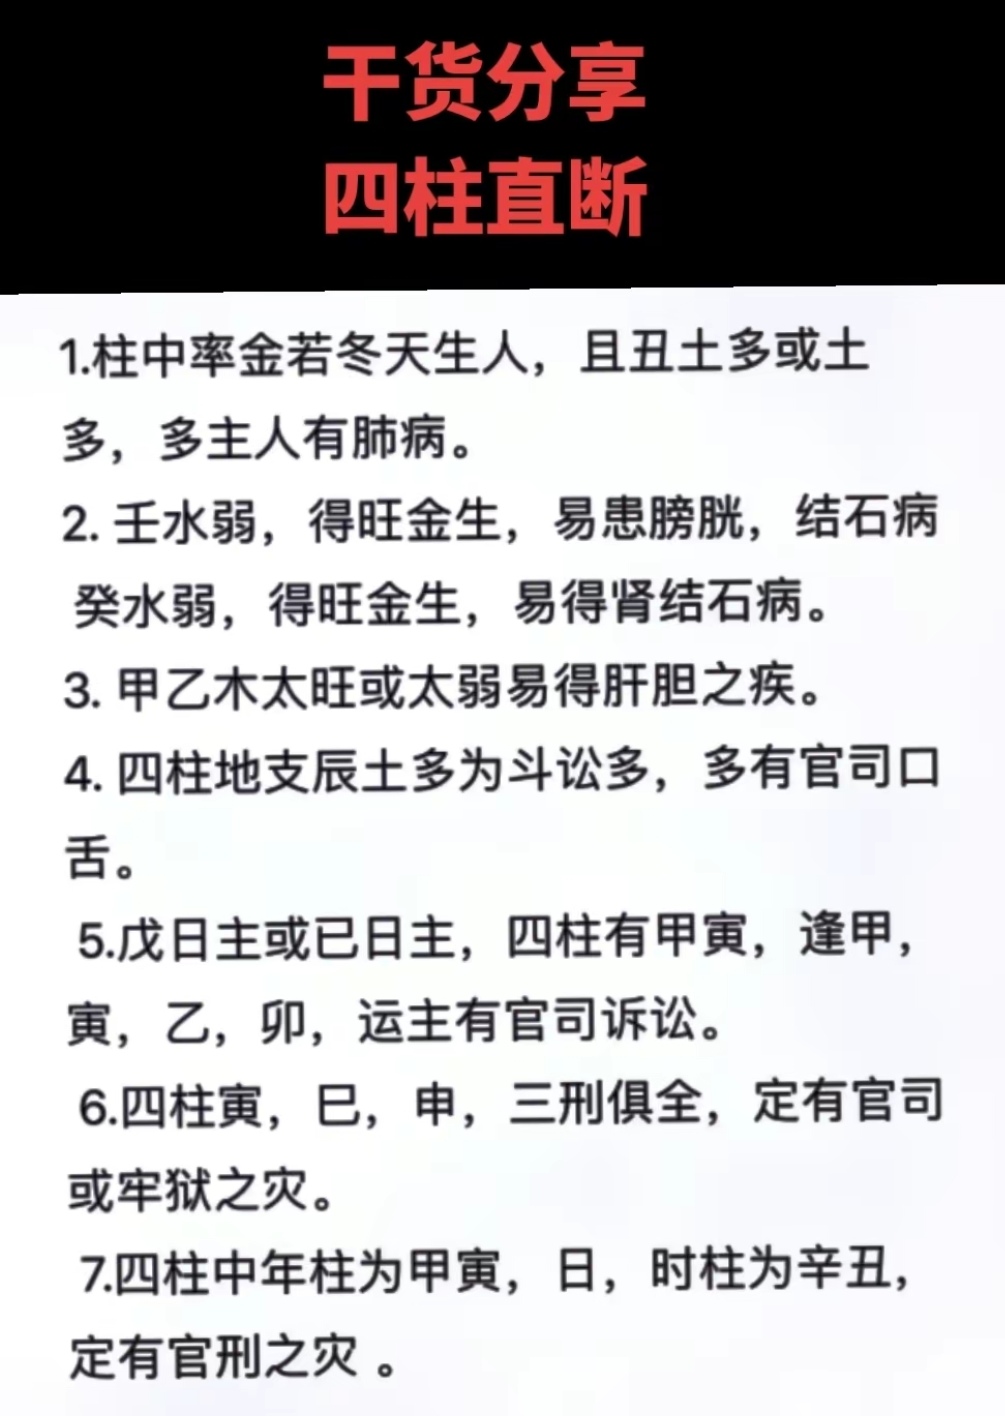 干货分享
四柱直断
1.柱中率金若冬天生人，且丑土多或土
多，多主人有肺病。
2. 壬水弱，得旺金生，易患膀胱，结石病
癸水弱，得旺金生，易得肾结石病。
3. 甲乙木太旺或太弱易得肝胆之疾。
4. 四柱地支辰土多为斗讼多，多有官司口
舌。
5.戊日主或已日主，四柱有甲寅，逢甲，
寅，乙，卯，运主有官司诉讼。
6.四柱寅，巳，申，三刑俱全，定有官司
或牢狱之灾。
7.四柱中年柱为甲寅，日，时柱为辛丑，
定有官刑之灾 。